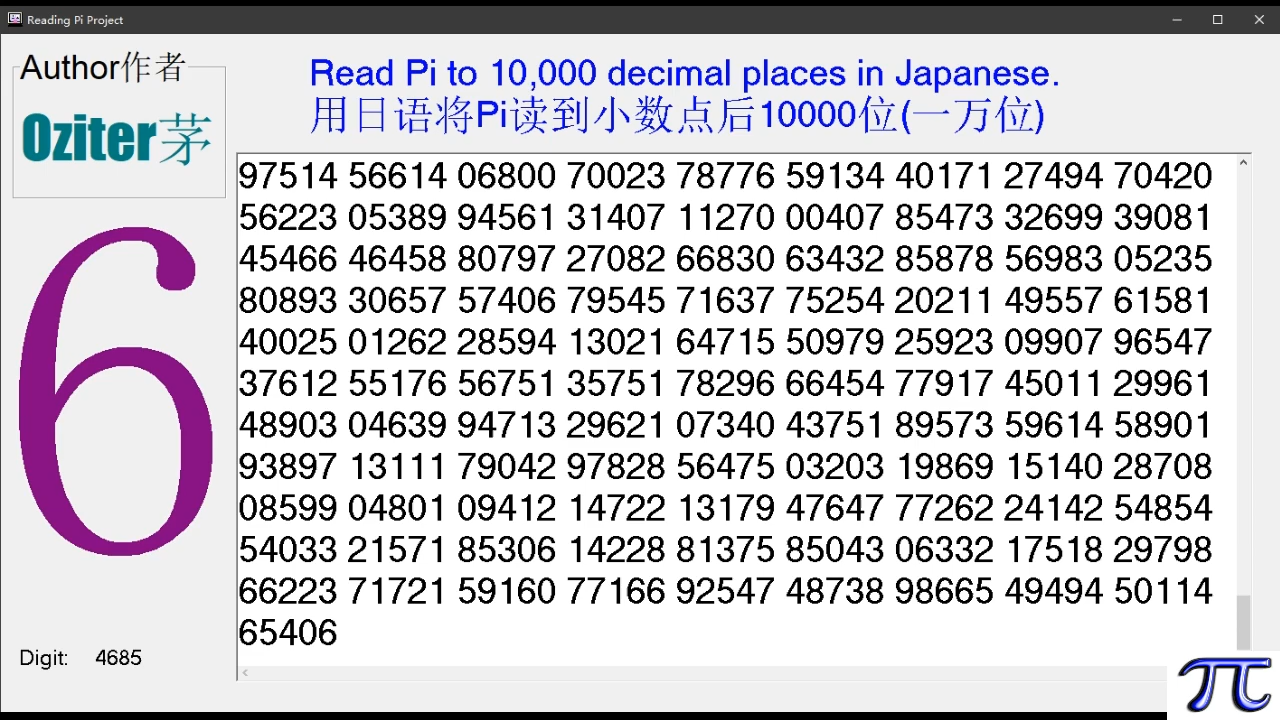 Reading Pi Project
Author作者
Oziter茅
Read Pi to 10,000 decimal places in Japanese.
用日语将Pi读到小数点后10000位(一万位)
97514 56614 06800 70023 78776 59134 40171 27494 70420
56223 05389 94561 31407 11270 00407 85473 32699 39081
45466 46458 80797 27082 66830 63432 85878 56983 05235
80893 30657 57406 79545 71637 75254 20211 49557 61581
40025 01262 28594 13021 64715 50979 25923 09907 96547
37612 55176 56751 35751 78296 66454 77917 45011 29961
48903 04639 94713 29621 07340 43751 89573 59614 58901
93897 13111 79042 97828 56475 03203 19869 15140 28708
08599 04801 09412 14722 13179 47647 77262 24142 54854
54033 21571 85306 14228 81375 85043 06332 17518 29798
66223 71721 59160 77166 92547 48738 98665 49494 50114
65406
6
Digit: 4685
π